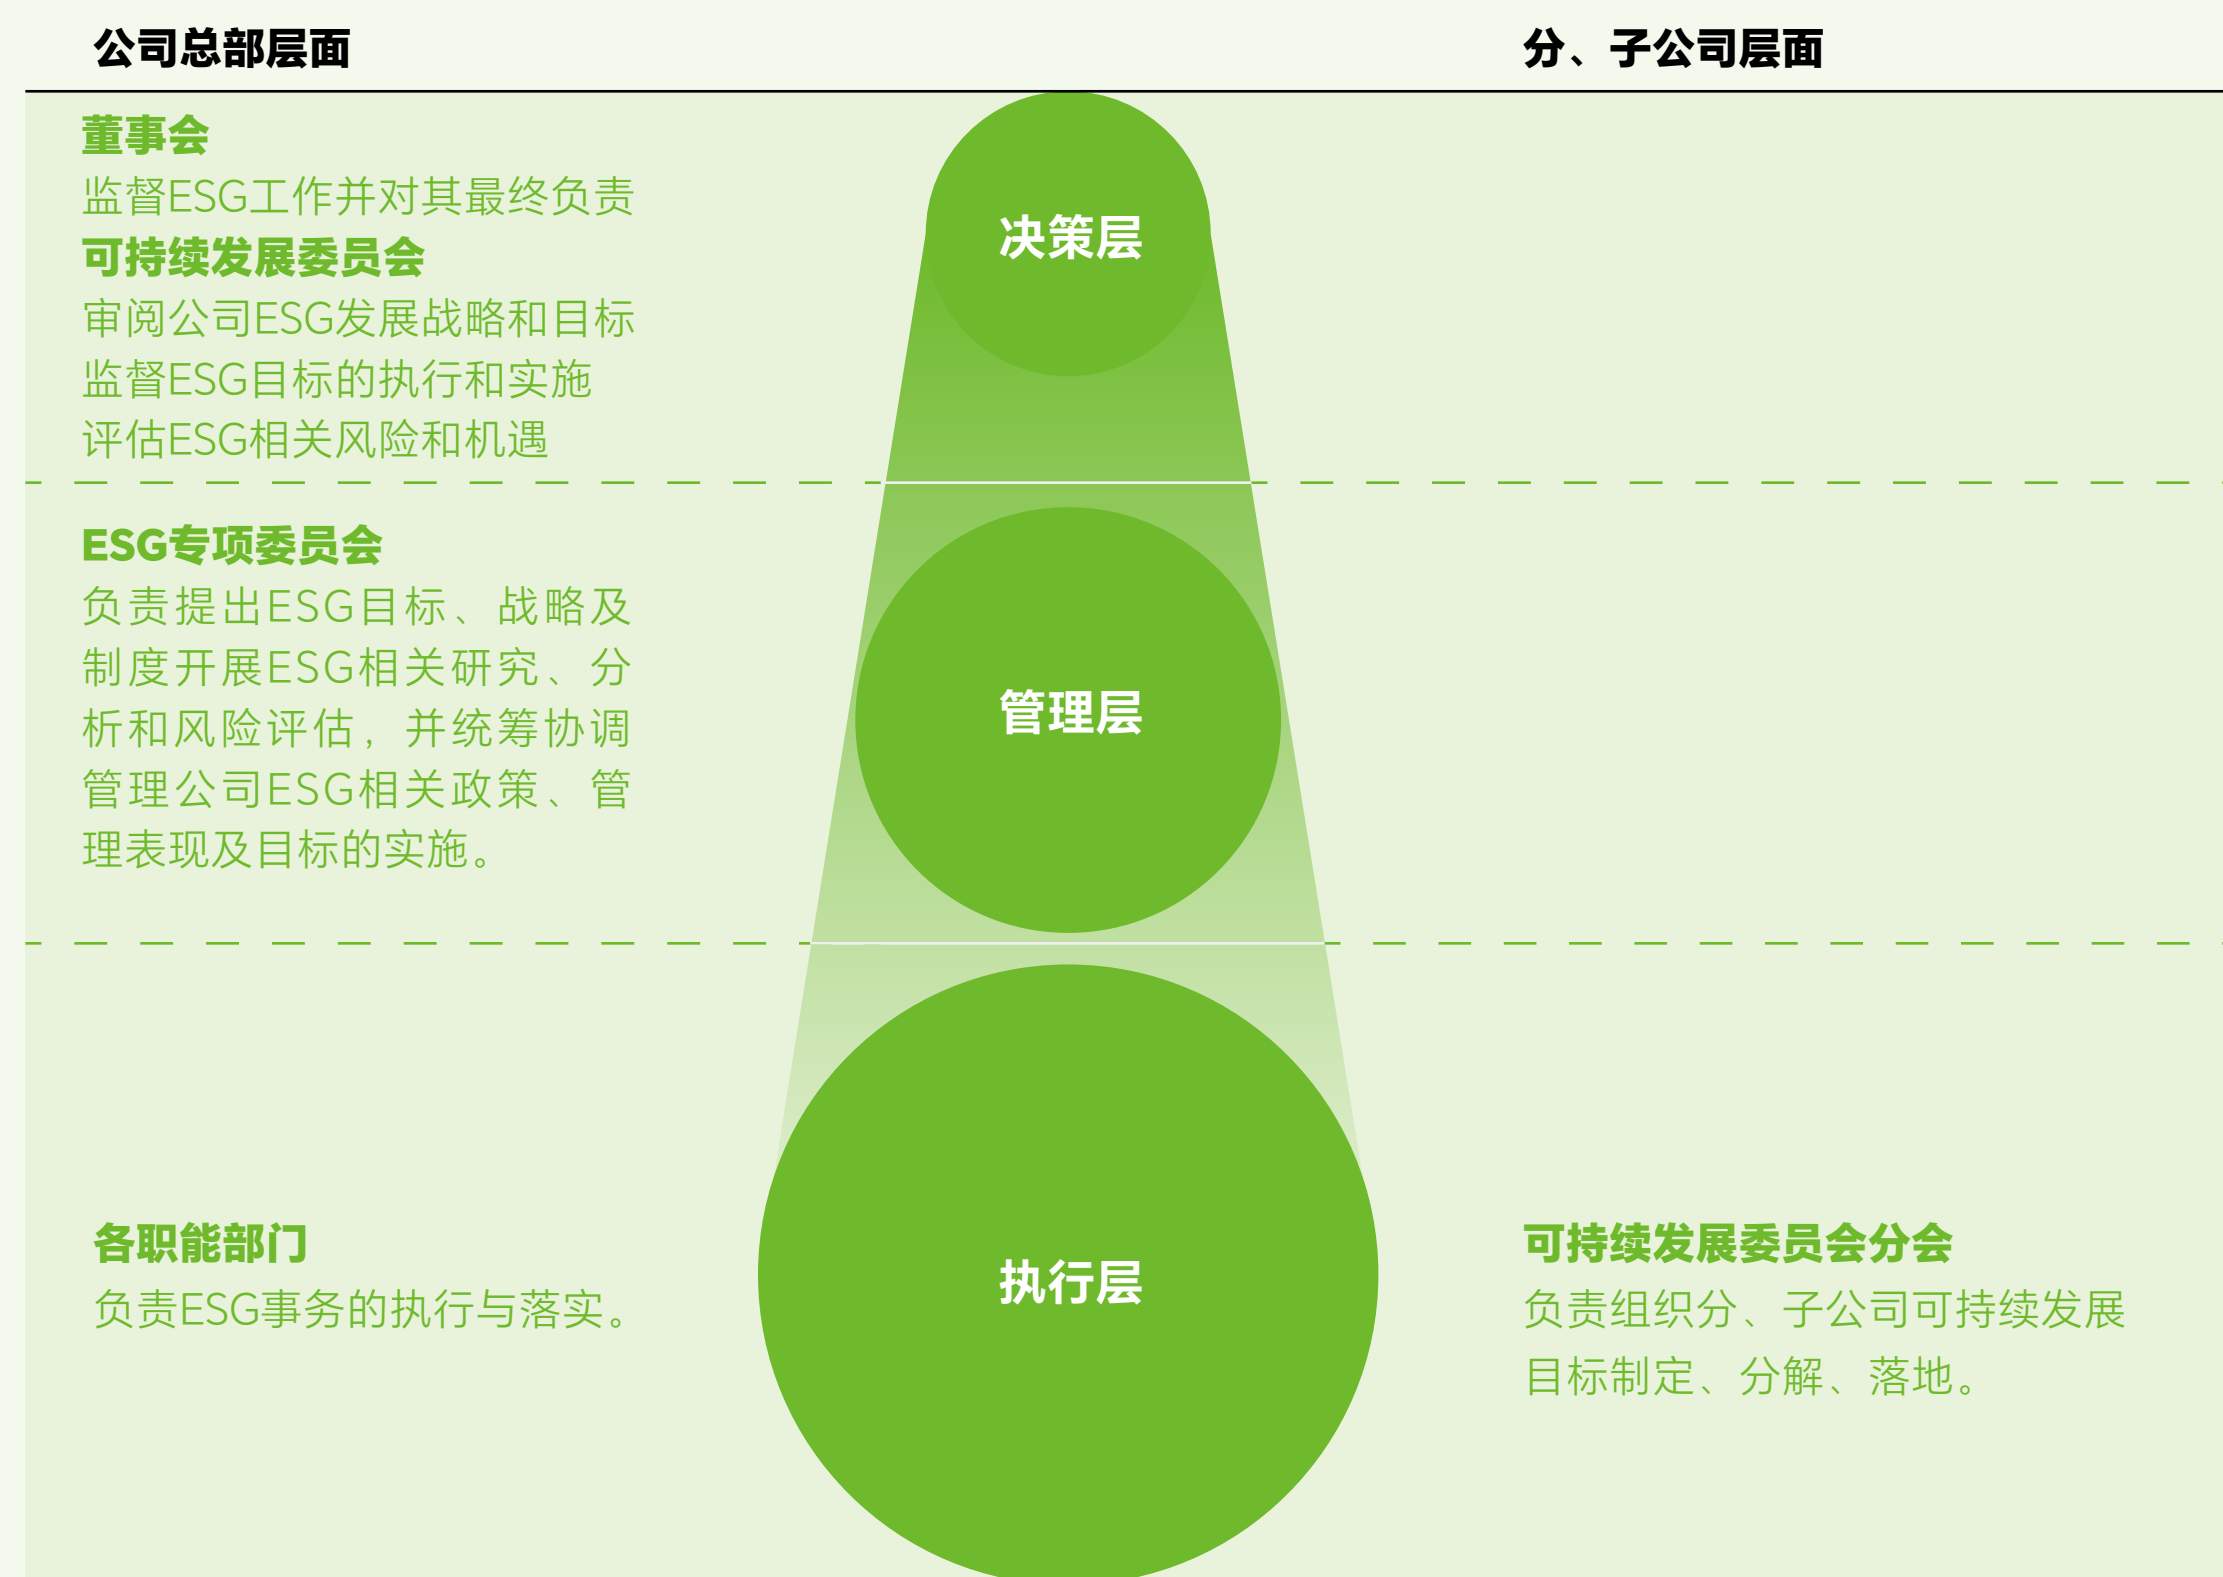 公司总部层面
分、子公司层面
董事会
监督ESG工作并对其最终负责
可持续发展委员会
审阅公司ESG发展战略和目标
监督ESG目标的执行和实施
评估ESG相关风险和机遇
决策层
ESG专项委员会
负责提出ESG目标、战略及
制度开展ESG相关研究、分
析和风险评估，并统筹协调
管理公司ESG相关政策、管
理表现及目标的实施。
管理层
各职能部门
负责ESG事务的执行与落实。
执行层
可持续发展委员会分会
负责组织分、子公司可持续发展
目标制定、分解、落地。